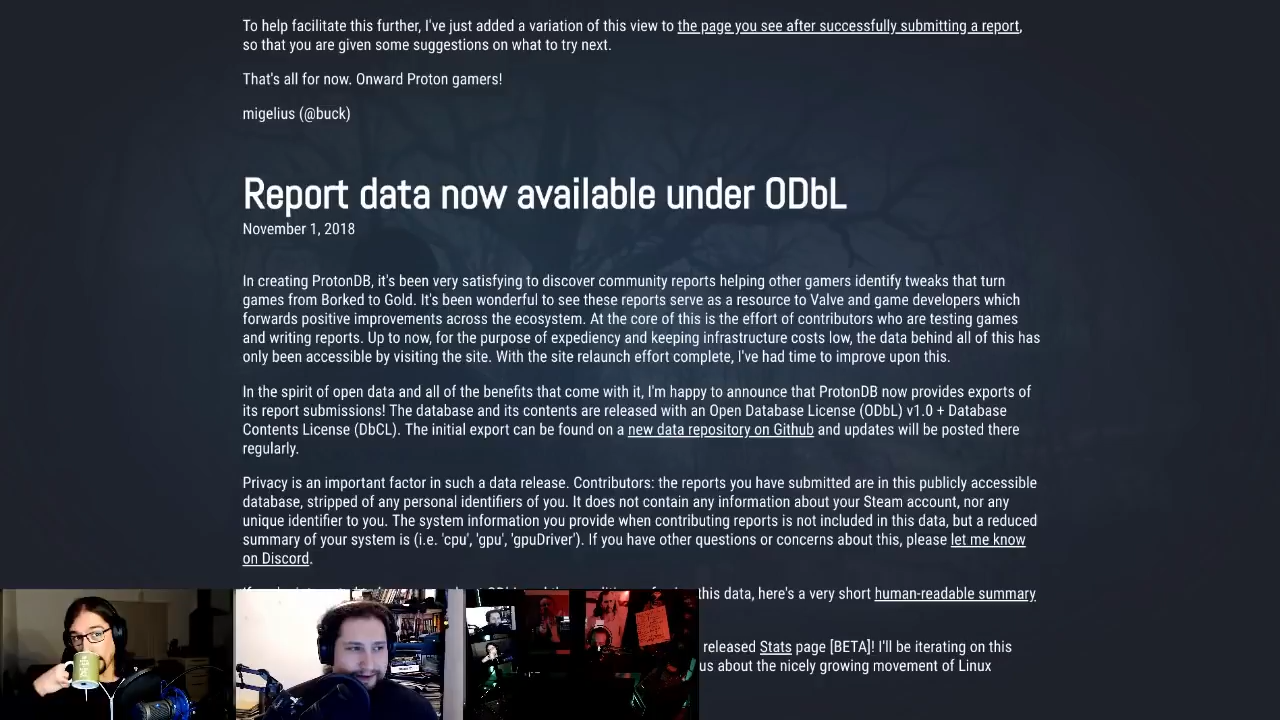 To help facilitate this further, I've just added a variation of this view to the page you see after successfully submitting a report,
so that you are given some suggestions on what to try next.
That's all for now. Onward Proton gamers!
migelius (@buck)
Report data now available under ODbL
November 1, 2018
In creating ProtonDB, it's been very satisfying to discover community reports helping other gamers identify tweaks that turn
games from Borked to Gold. It's been wonderful to see these reports serve as a resource to Valve and game developers which
forwards positive improvements across the ecosystem. At the core of this is the effort of contributors who are testing games
and writing reports. Up to now, for the purpose of expediency and keeping infrastructure costs low, the data behind all of this has
only been accessible by visiting the site. With the site relaunch effort complete, I've had time to improve upon this.
In the spirit of open data and all of the benefits that come with it, I'm happy to announce that ProtonDB now provides exports of
its report submissions! The database and its contents are released with an Open Database License (ODbL) v1.0 + Database
Contents License (DbCL). The initial export can be found on a new data repository on Github and updates will be posted there
regularly.
Privacy is an important factor in such a data release. Contributors: the reports you have submitted are in this publicly accessible
database, stripped of any personal identifiers of you. It does not contain any information about your Steam account, nor any
unique identifier to you. The system information you provide when contributing reports is not included in this data, but a reduced
summary of your system is (i.e. 'cpu', 'gpu', 'gpuDriver'). If you have other questions or concerns about this, please let me know
on Discord.
this data, here's a very short human-readable summary
released Stats page [BETA]! I'll be iterating on this
us about the nicely growing movement of Linux